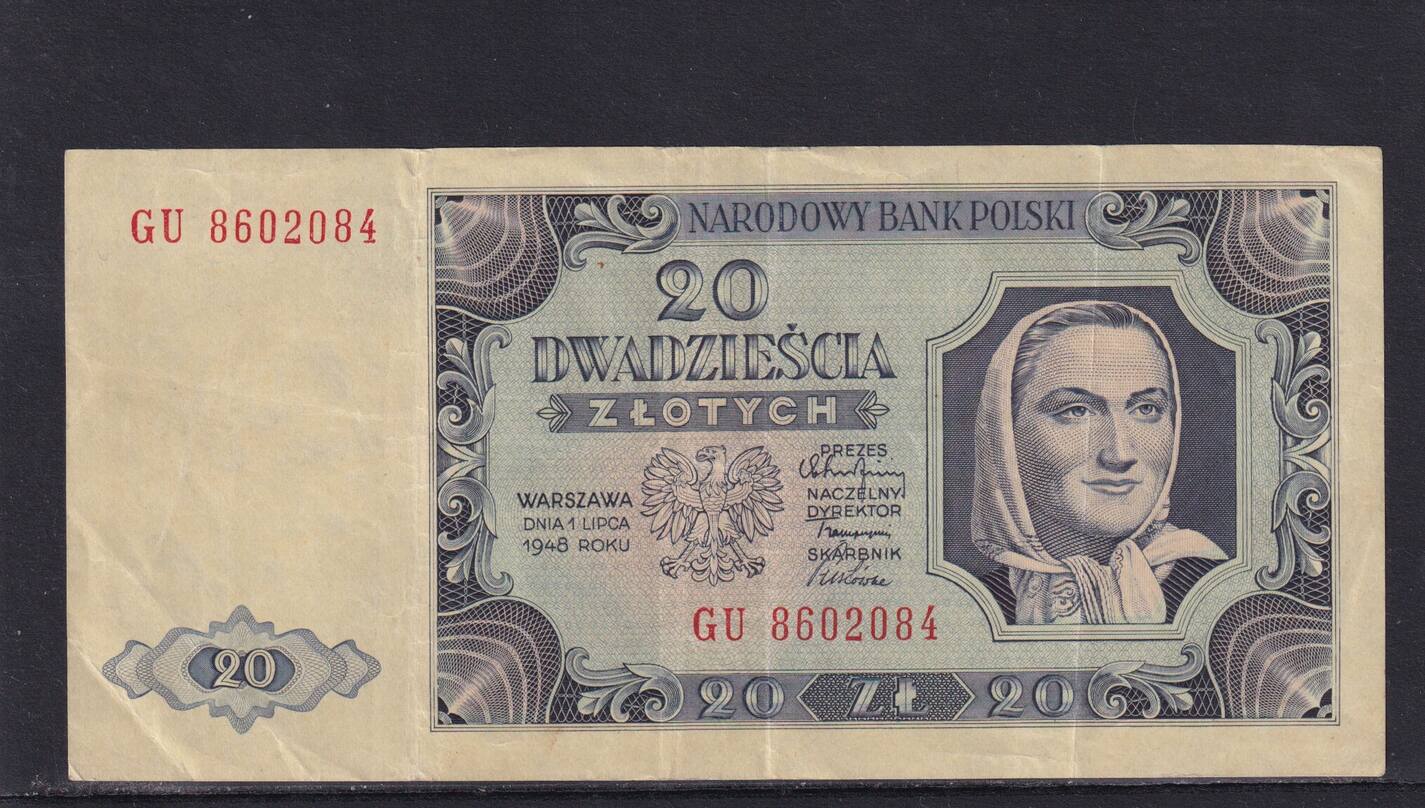 GU 8602084
NARODOWY BANK POLSKI
20
DWADZIEŚCIA
ZŁOTYCH
WARSZAWA
DNIA 1 LIPCA
1948 ROKU
PREZES
NACZELNY
DYREKTOR
SKARBNIK
GU 8602084
20
20 ZŁ 20